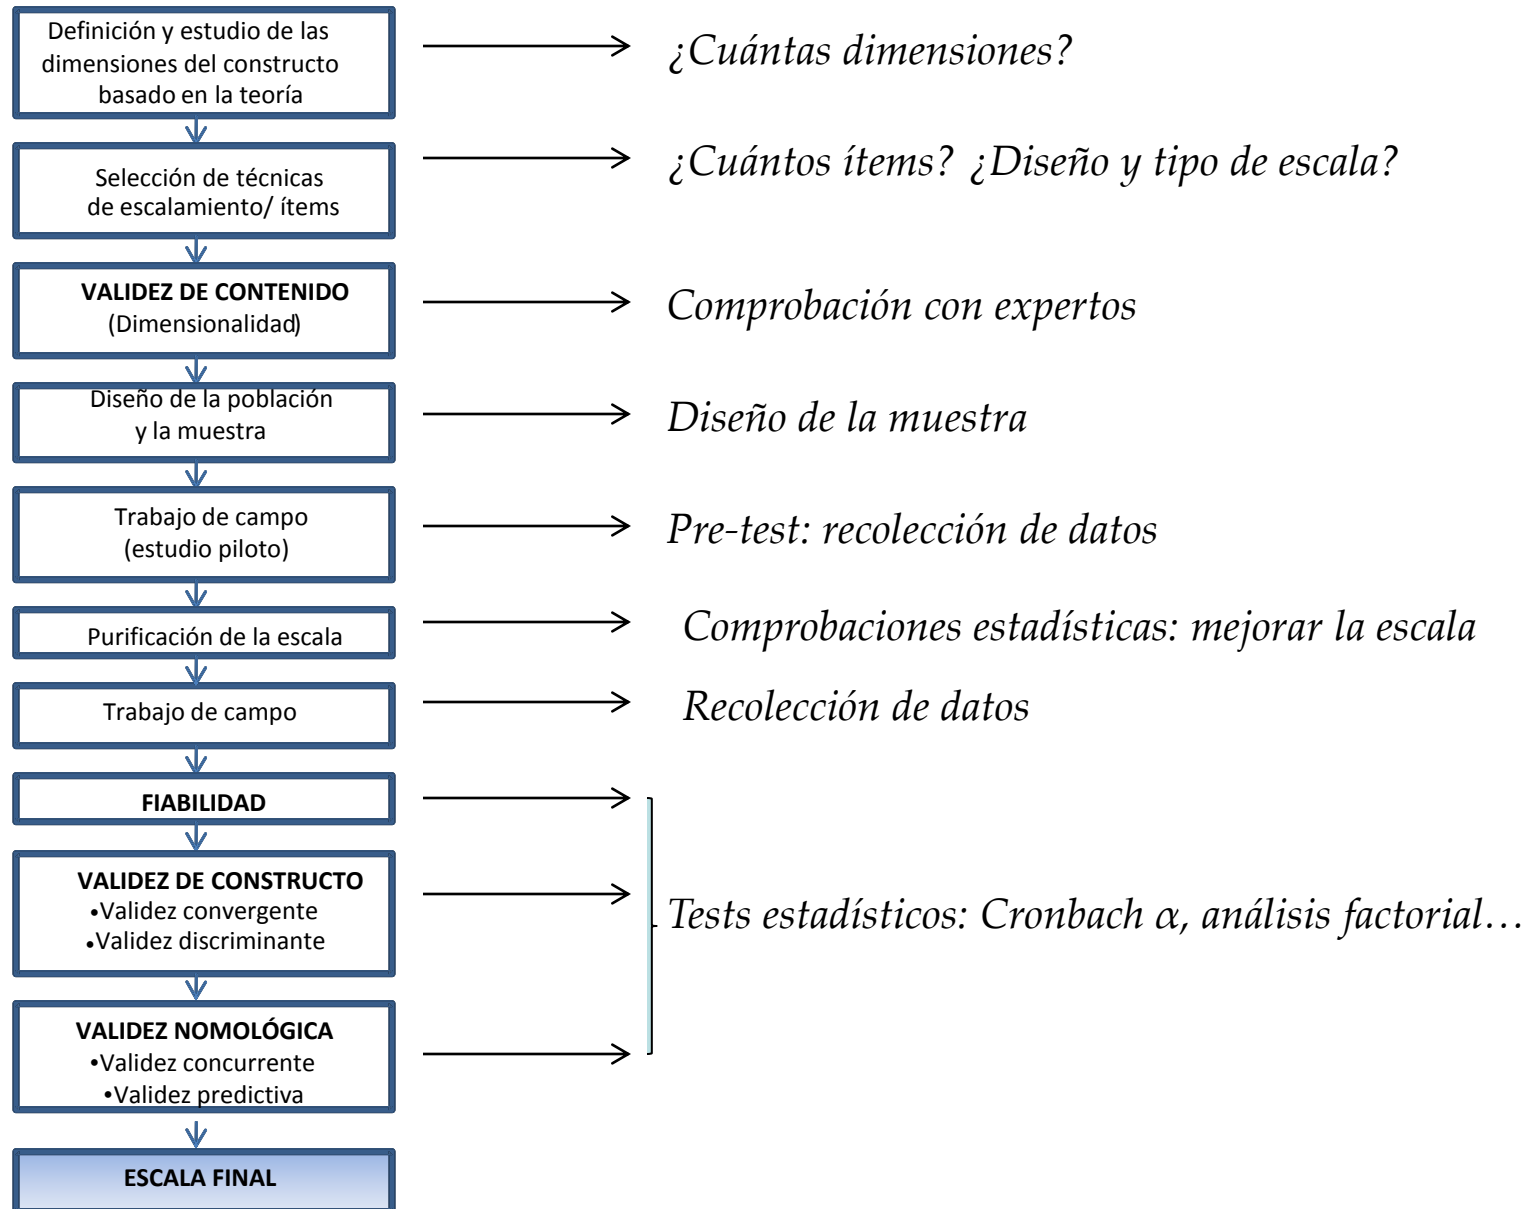 Definición y estudio de las
dimensiones del constructo
basado en la teoría
¿Cuántas dimensiones?
Selección de técnicas
de escalamiento/ ítems
¿Cuántos ítems? ¿Diseño y tipo de escala?
VALIDEZ DE CONTENIDO
(Dimensionalidad)
Comprobación con expertos
Diseño de la población
y la muestra
Diseño de la muestra
Trabajo de campo
(estudio piloto)
Pre-test: recolección de datos
Purificación de la escala
Comprobaciones estadísticas: mejorar la escala
Trabajo de campo
Recolección de datos
FIABILIDAD
VALIDEZ DE CONSTRUCTO
•Validez convergente
•Validez discriminante
Tests estadísticos: Cronbach α, análisis factorial…
VALIDEZ NOMOLÓGICA
•Validez concurrente
•Validez predictiva
ESCALA FINAL